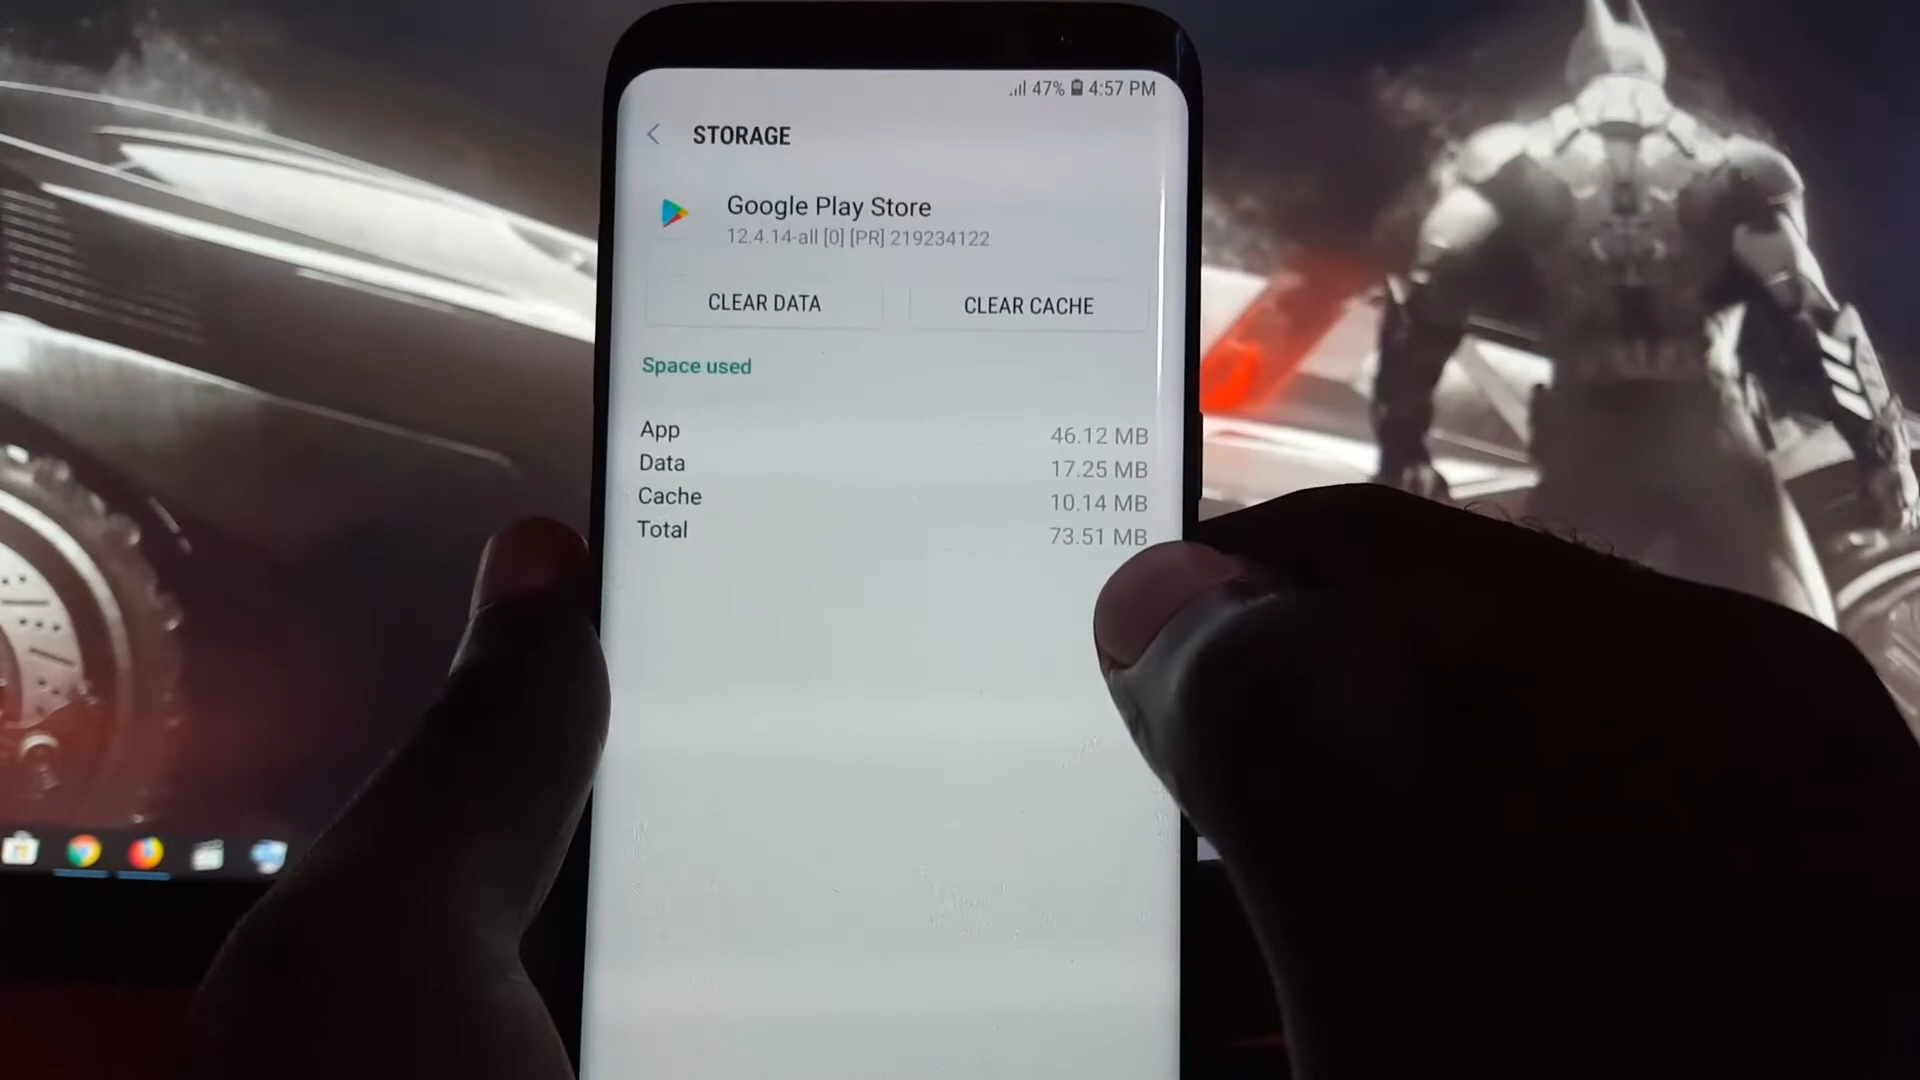 47% 4:57 PM
STORAGE
Google Play Store
12.4.14-all [0] [PR] 219234122
CLEAR DATA
CLEAR CACHE
Space used
App 46.12 MB
Data 17.25 MB
Cache 10.14 MB
Total 73.51 MB